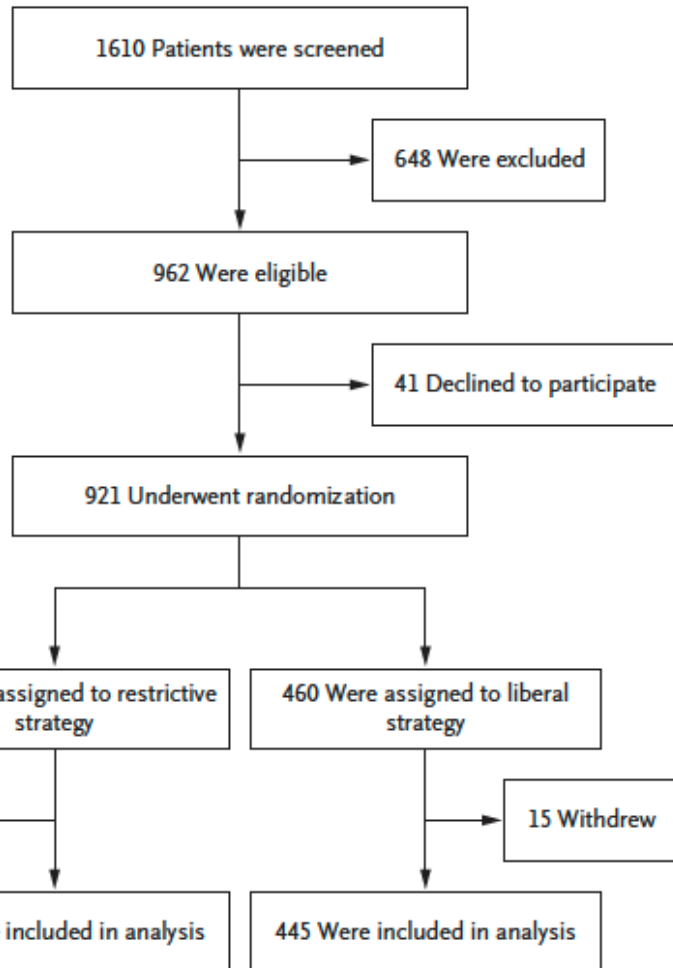 1610 Patients were screened
648 Were excluded
962 Were eligible
41 Declined to participate
921 Underwent randomization
assigned to restrictive
strategy
460 Were assigned to liberal
strategy
15 Withdrew
included in analysis
445 Were included in analysis